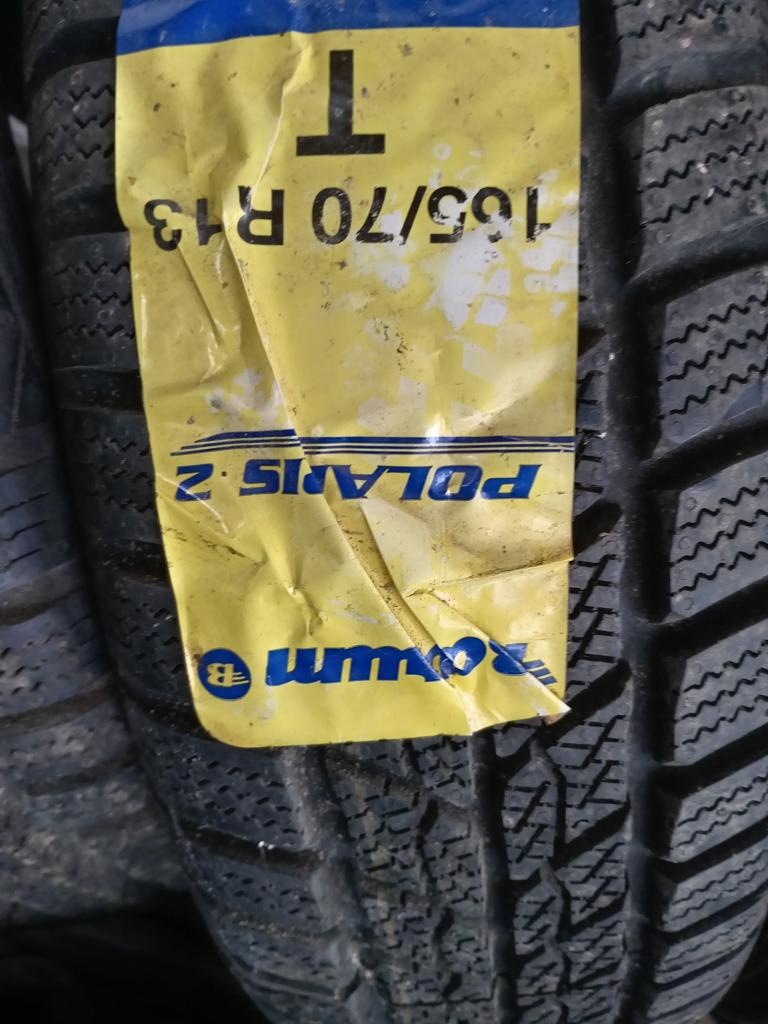 Barum B
POLARIS 2
165/70 R13
T